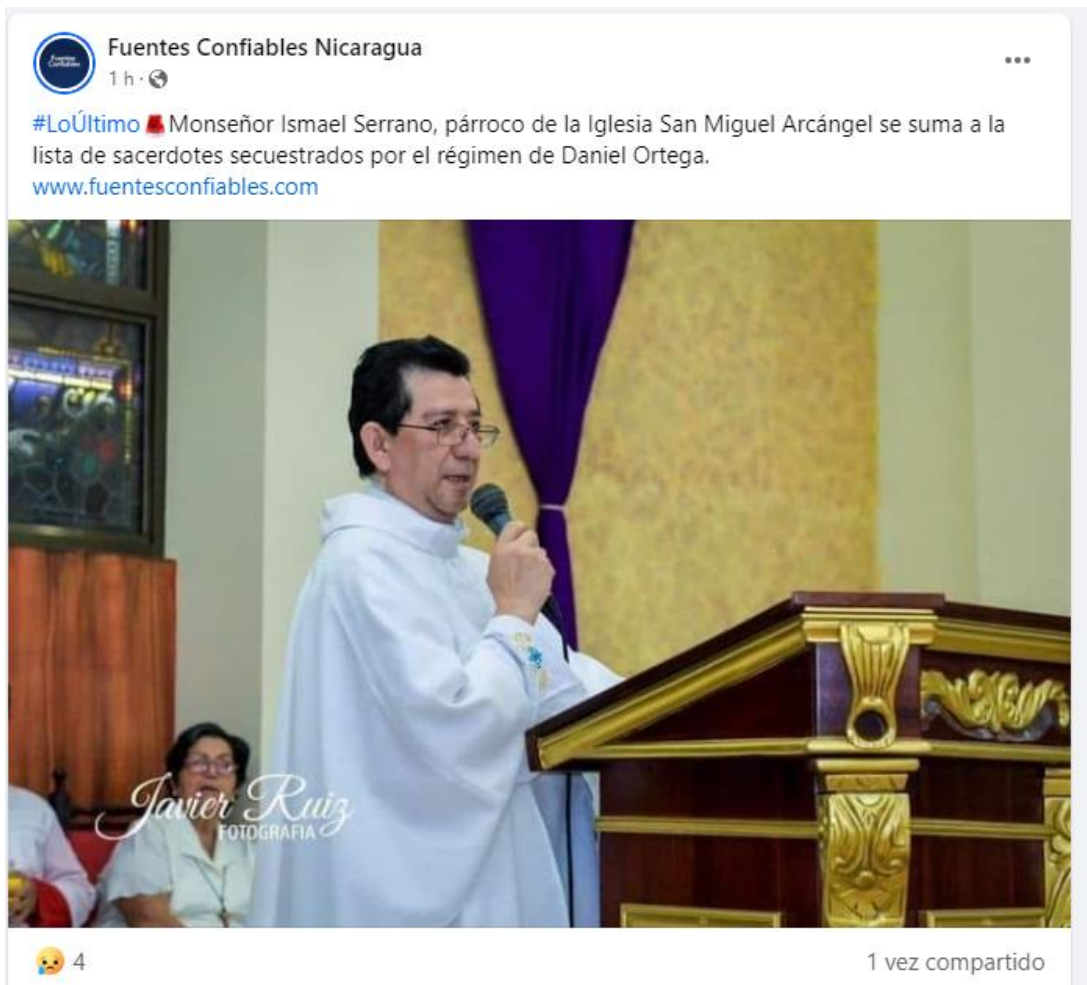 Fuentes Confiables Nicaragua
Fuentes
Confiables
1 h ·
#LoÚltimo Monseñor Ismael Serrano, párroco de la Iglesia San Miguel Arcángel se suma a la
lista de sacerdotes secuestrados por el régimen de Daniel Ortega.
www.fuentesconfiables.com
Javier Ruiz
FOTOGRAFIA
4
1 vez compartido